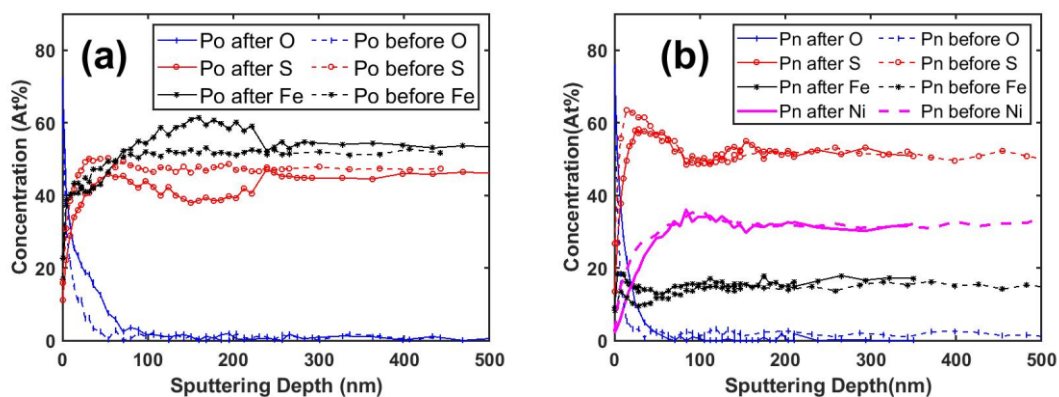 (a)
Po after O
Po before O
Po after S
Po before S
Po after Fe
Po before Fe
Concentration (At%)
80
60
40
20
0
0 100 200 300 400 500
Sputtering Depth (nm)
(b)
Pn after O
Pn before O
Pn after S
Pn before S
Pn after Fe
Pn before Fe
Pn after Ni
Pn before Ni
Concentration(At%)
80
60
40
20
0
0 100 200 300 400 500
Sputtering Depth(nm)